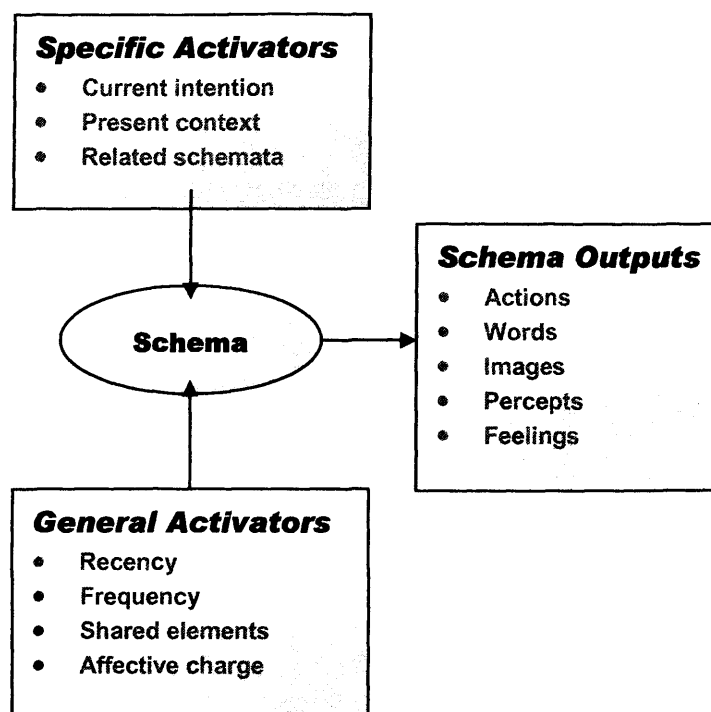 Specific Activators
• Current intention
• Present context
• Related schemata
Schema
Schema Outputs
• Actions
• Words
• Images
• Percepts
• Feelings
General Activators
• Recency
• Frequency
• Shared elements
• Affective charge